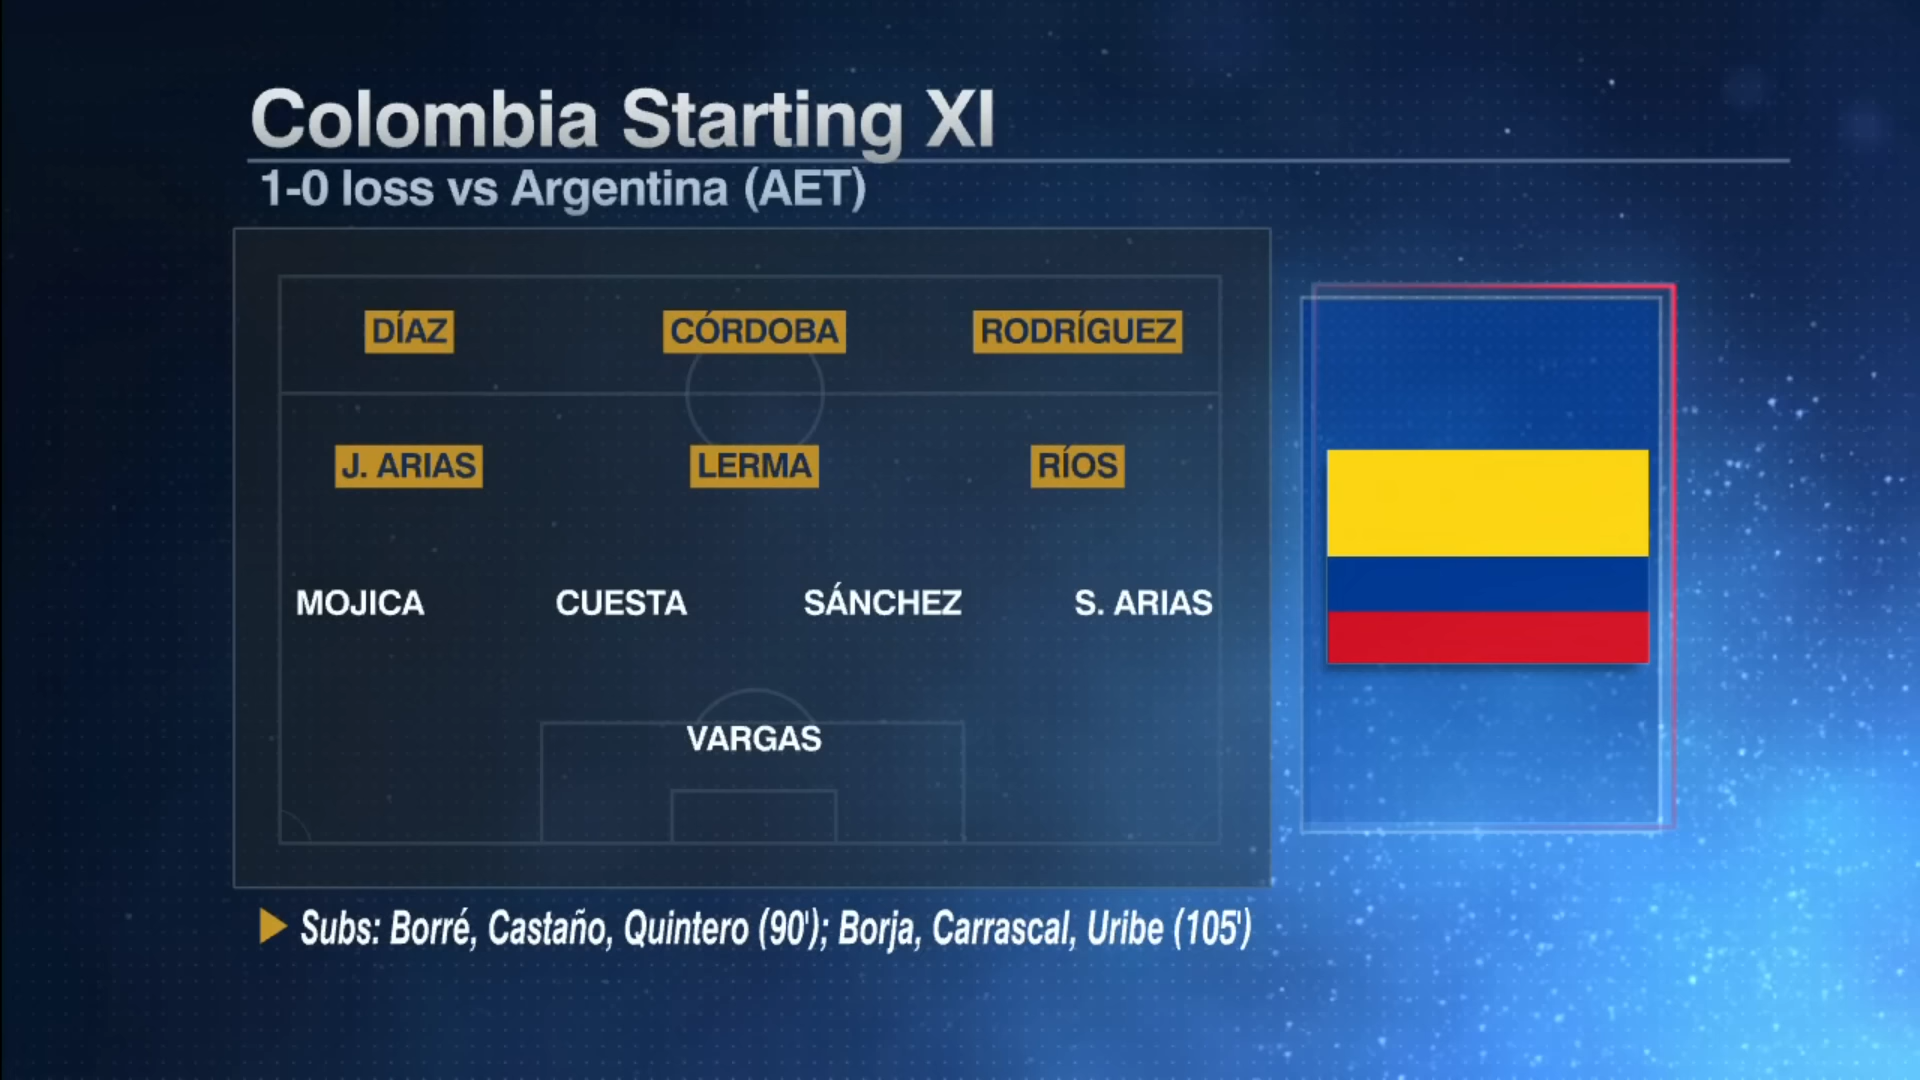 Colombia Starting XI
1-0 loss vs Argentina (AET)
DÍAZ CÓRDOBA RODRÍGUEZ
J. ARIAS LERMA RÍOS
MOJICA CUESTA SÁNCHEZ S. ARIAS
VARGAS
Subs: Borré, Castaño, Quintero (90'); Borja, Carrascal, Uribe (105')